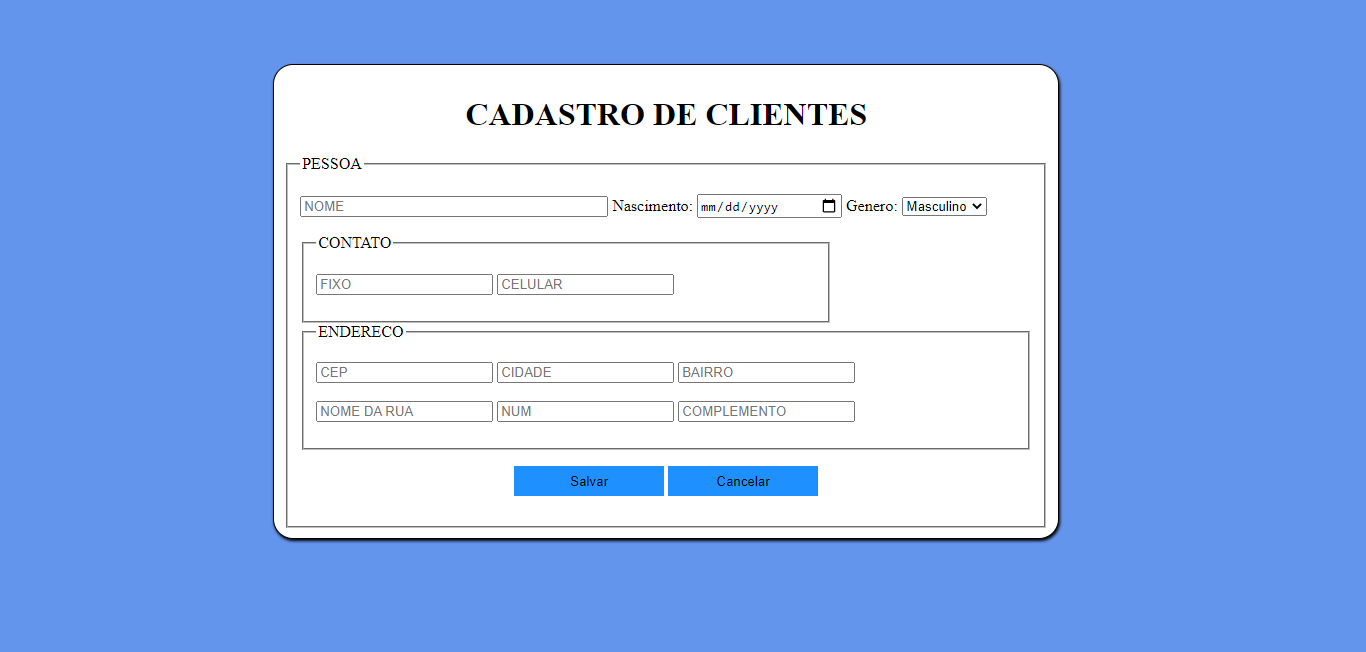 CADASTRO DE CLIENTES
PESSOA
NOME Nascimento: mm/dd/yyyy Genero: Masculino
CONTATO
FIXO CELULAR
ENDERECO
CEP CIDADE BAIRRO
NOME DA RUA NUM COMPLEMENTO
Salvar Cancelar